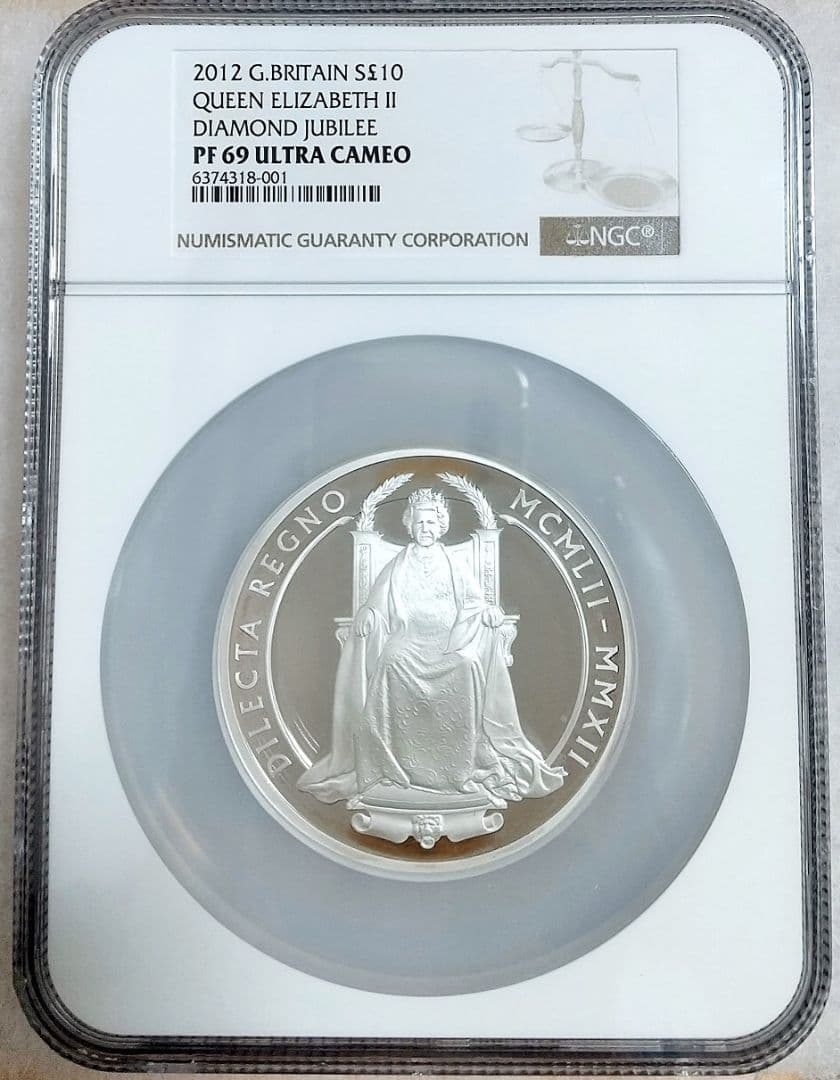 2012 G.BRITAIN S£10
QUEEN ELIZABETH II
DIAMOND JUBILEE
PF 69 ULTRA CAMEO
6374318-001
NUMISMATIC GUARANTY CORPORATION
NGC®
DILECTA REGNO
MCMLII-MMXII